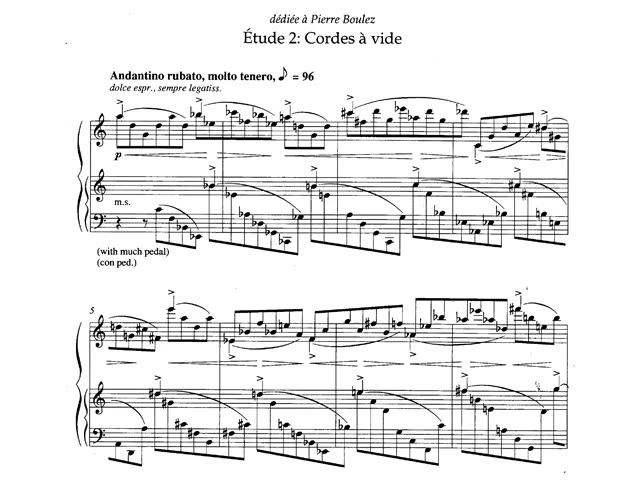 dédiée à Pierre Boulez
Étude 2: Cordes à vide
Andantino rubato, molto tenero, ♪ = 96
dolce espr., sempre legatiss.
p
m.s.
(with much pedal)
(con ped.)
5